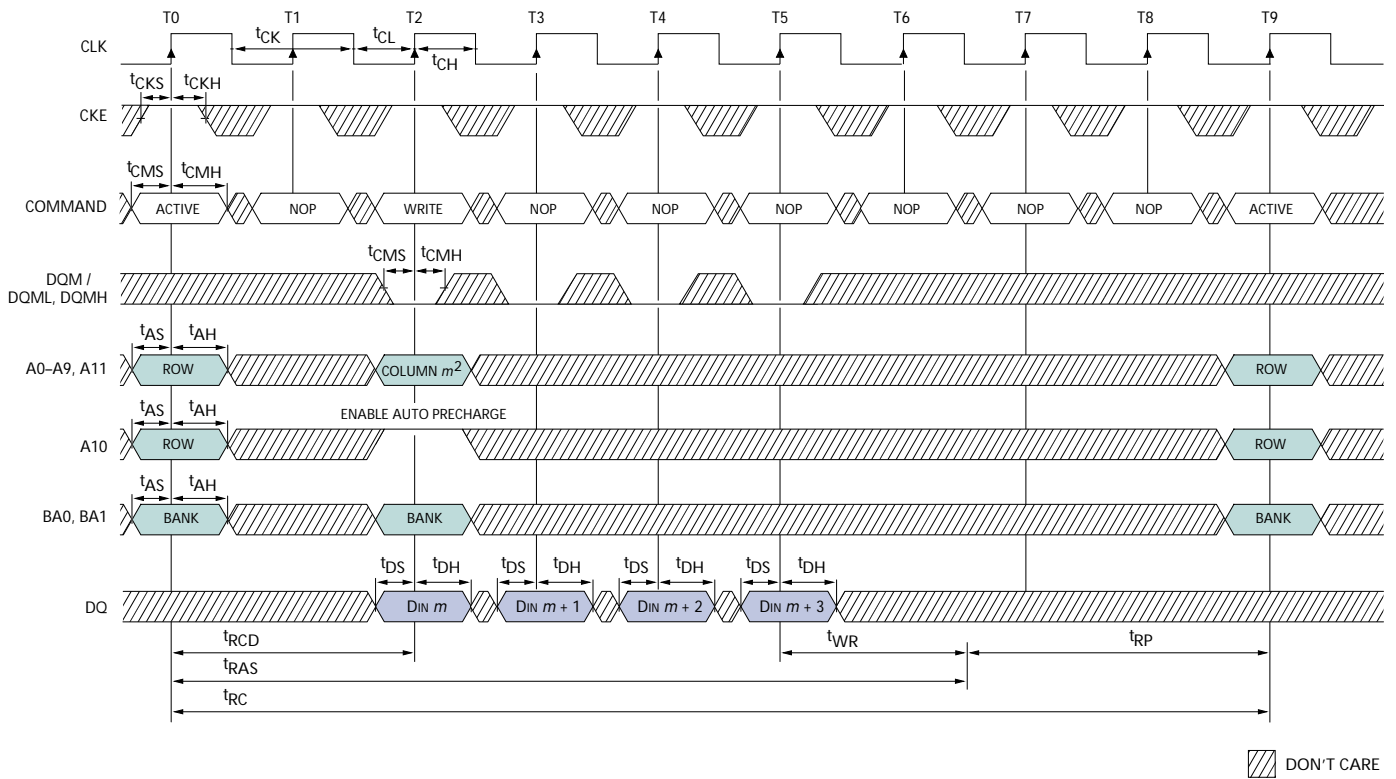 T0 T1 T2 T3 T4 T5 T6 T7 T8 T9
CLK
tCK tCL
tCH
tCKS tCKH
CKE
tCMS tCMH
COMMAND ACTIVE NOP WRITE NOP NOP NOP NOP NOP NOP ACTIVE
tCMS tCMH
DQM /
DQML, DQMH
tAS tAH
A0–A9, A11 ROW COLUMN m2 ROW
ENABLE AUTO PRECHARGE
tAS tAH
A10 ROW ROW
tAS tAH
BA0, BA1 BANK BANK BANK
tDS tDH tDS tDH tDS tDH tDS tDH
DQ DIN m DIN m + 1 DIN m + 2 DIN m + 3
tRCD tWR tRP
tRAS
tRC
DON'T CARE